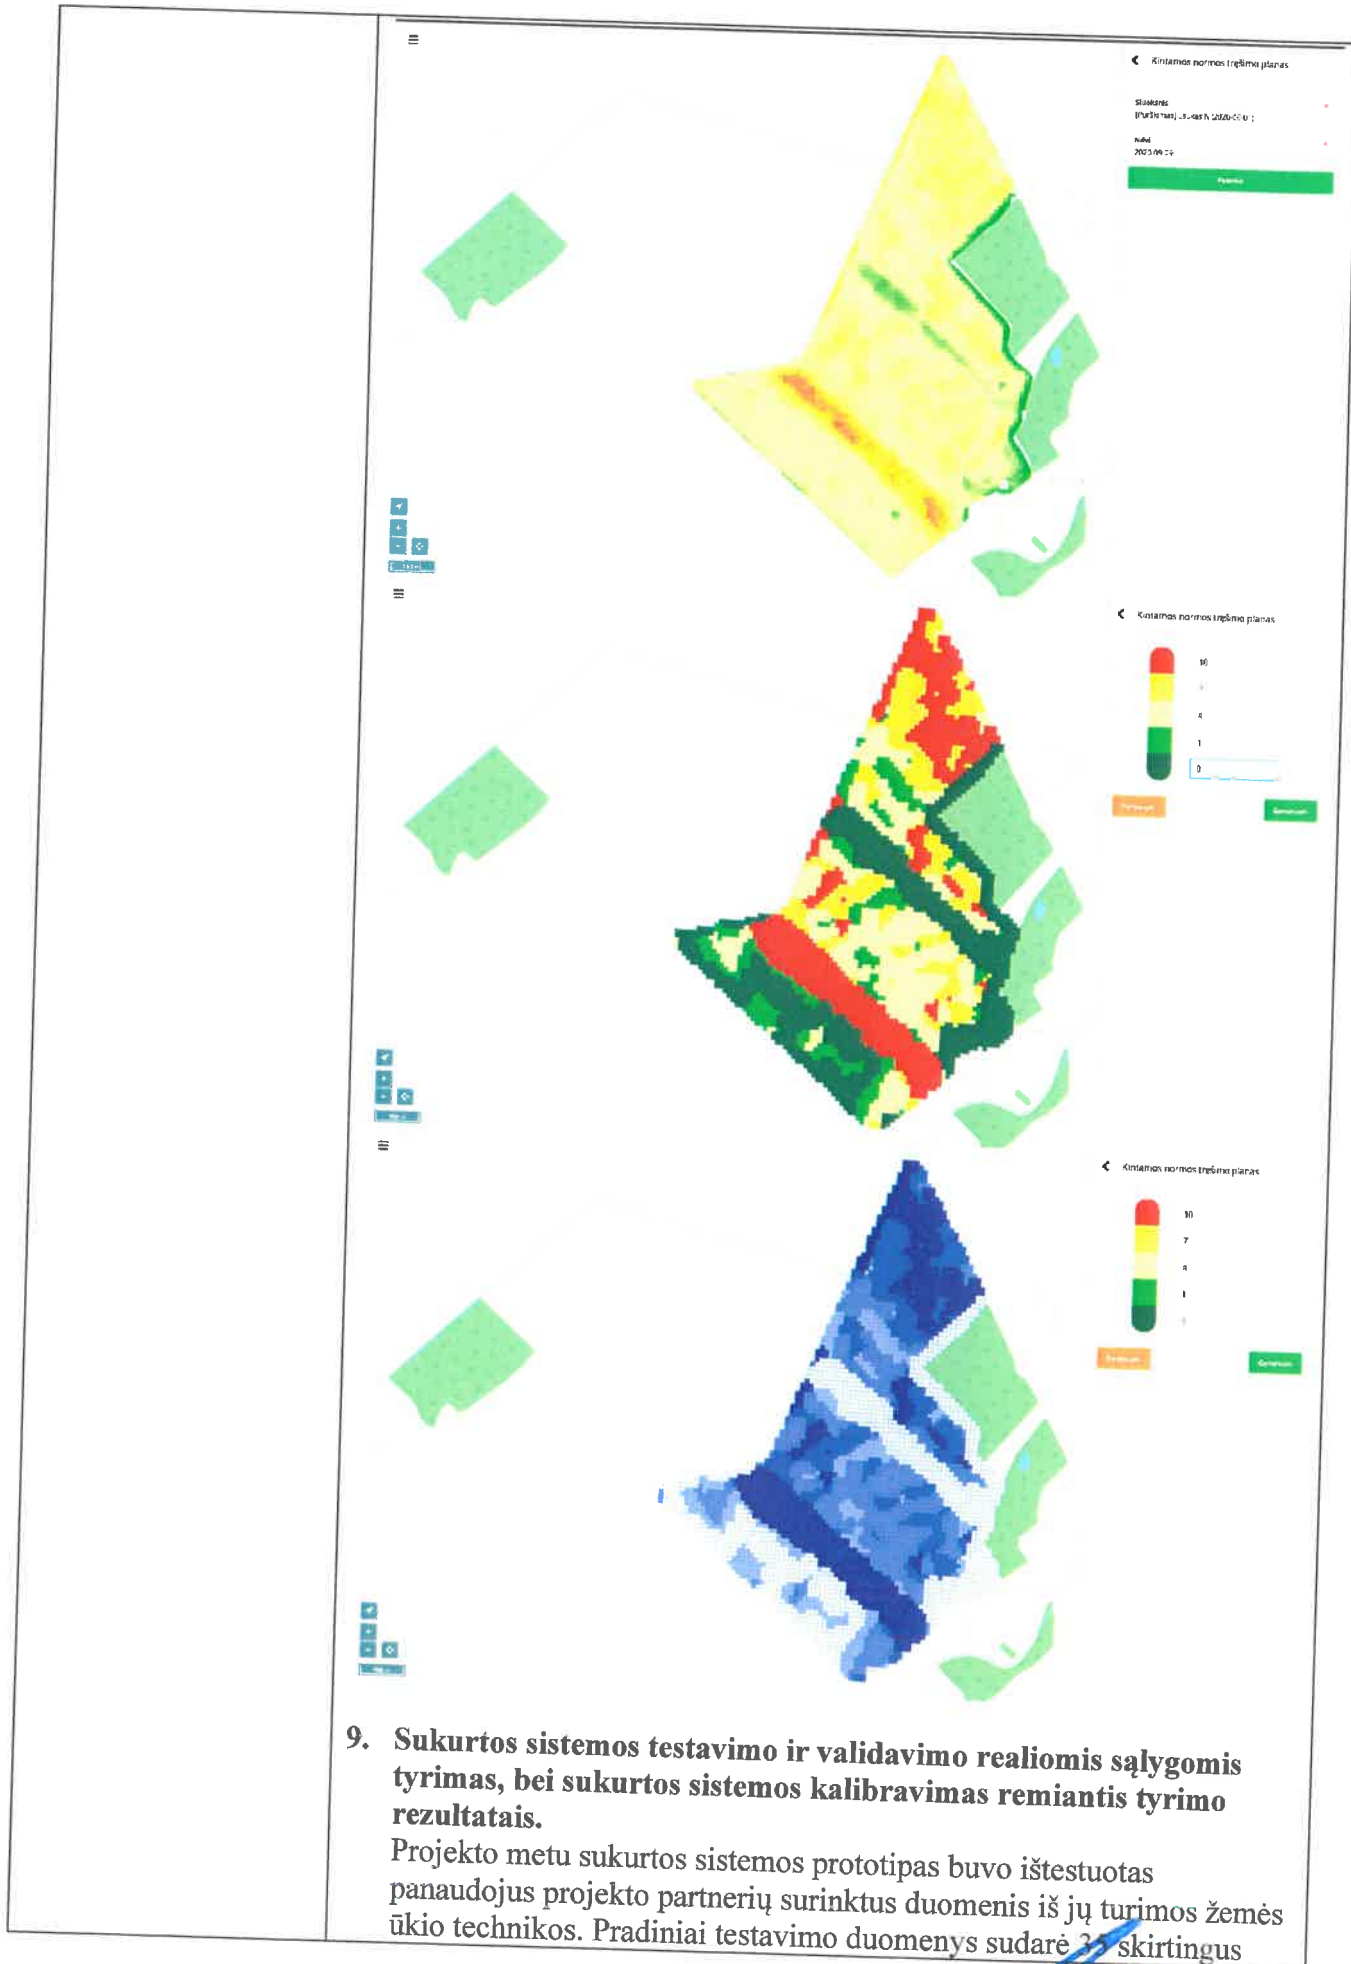 Kintamos normos tręšimo planas
Sluoksnis
Kintamos normos tręšimo planas
10
4
1
0
Kintamos normos tręšimo planas
10
7
4
1
9. Sukurtos sistemos testavimo ir validavimo realiomis sąlygomis
tyrimas, bei sukurtos sistemos kalibravimas remiantis tyrimo
rezultatais.
Projekto metu sukurtos sistemos prototipas buvo ištestuotas
panaudojus projekto partnerių surinktus duomenis iš jų turimos žemės
ūkio technikos. Pradiniai testavimo duomenys sudarė 35 skirtingus